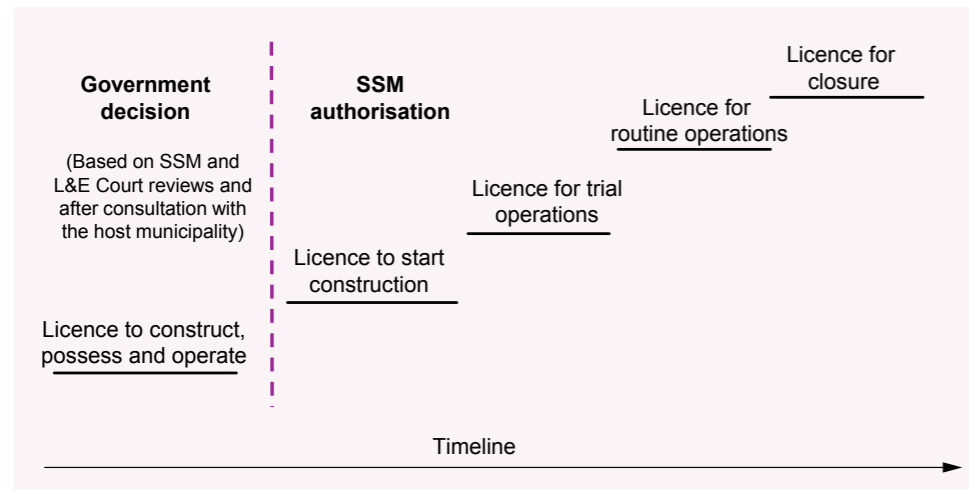 Government
decision
(Based on SSM and
L&E Court reviews and
after consultation with
the host municipality)
Licence to construct,
possess and operate
SSM
authorisation
Licence to start
construction
Licence for trial
operations
Licence for
routine operations
Licence for
closure
Timeline